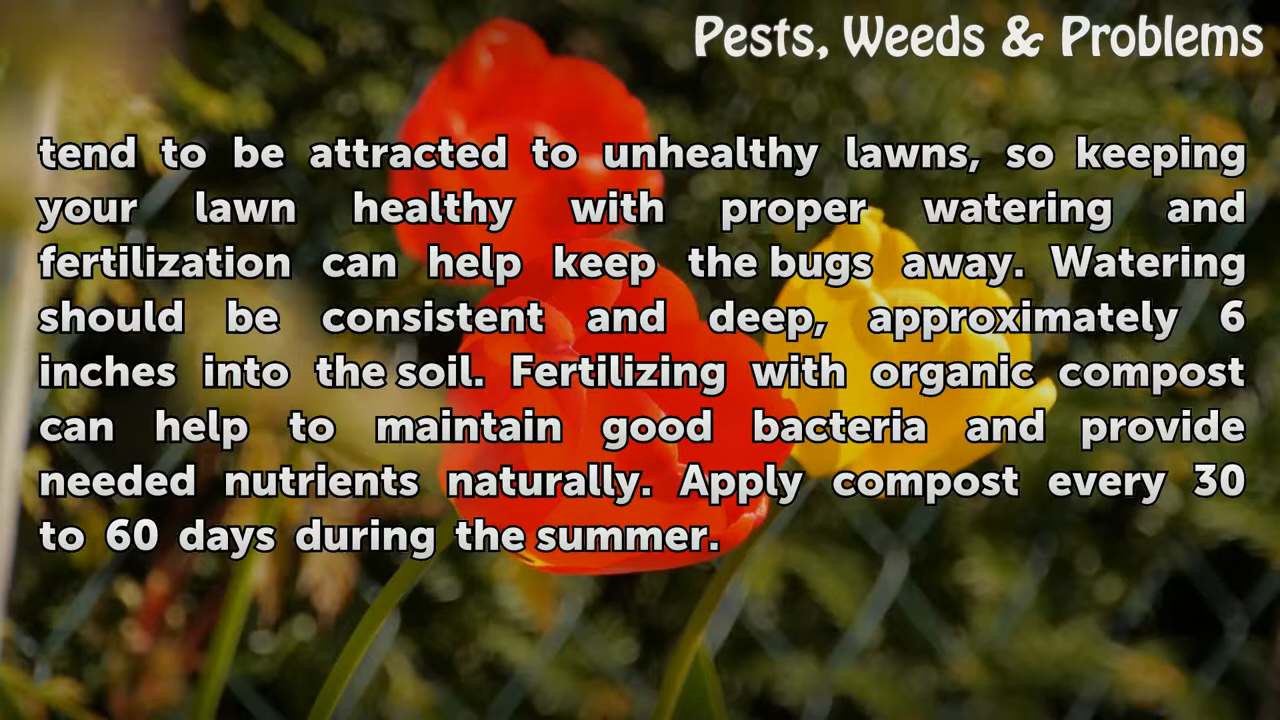 Pests, Weeds & Problems
tend to be attracted to unhealthy lawns, so keeping
your lawn healthy with proper watering and
fertilization can help keep the bugs away. Watering
should be consistent and deep, approximately 6
inches into the soil. Fertilizing with organic compost
can help to maintain good bacteria and provide
needed nutrients naturally. Apply compost every 30
to 60 days during the summer.